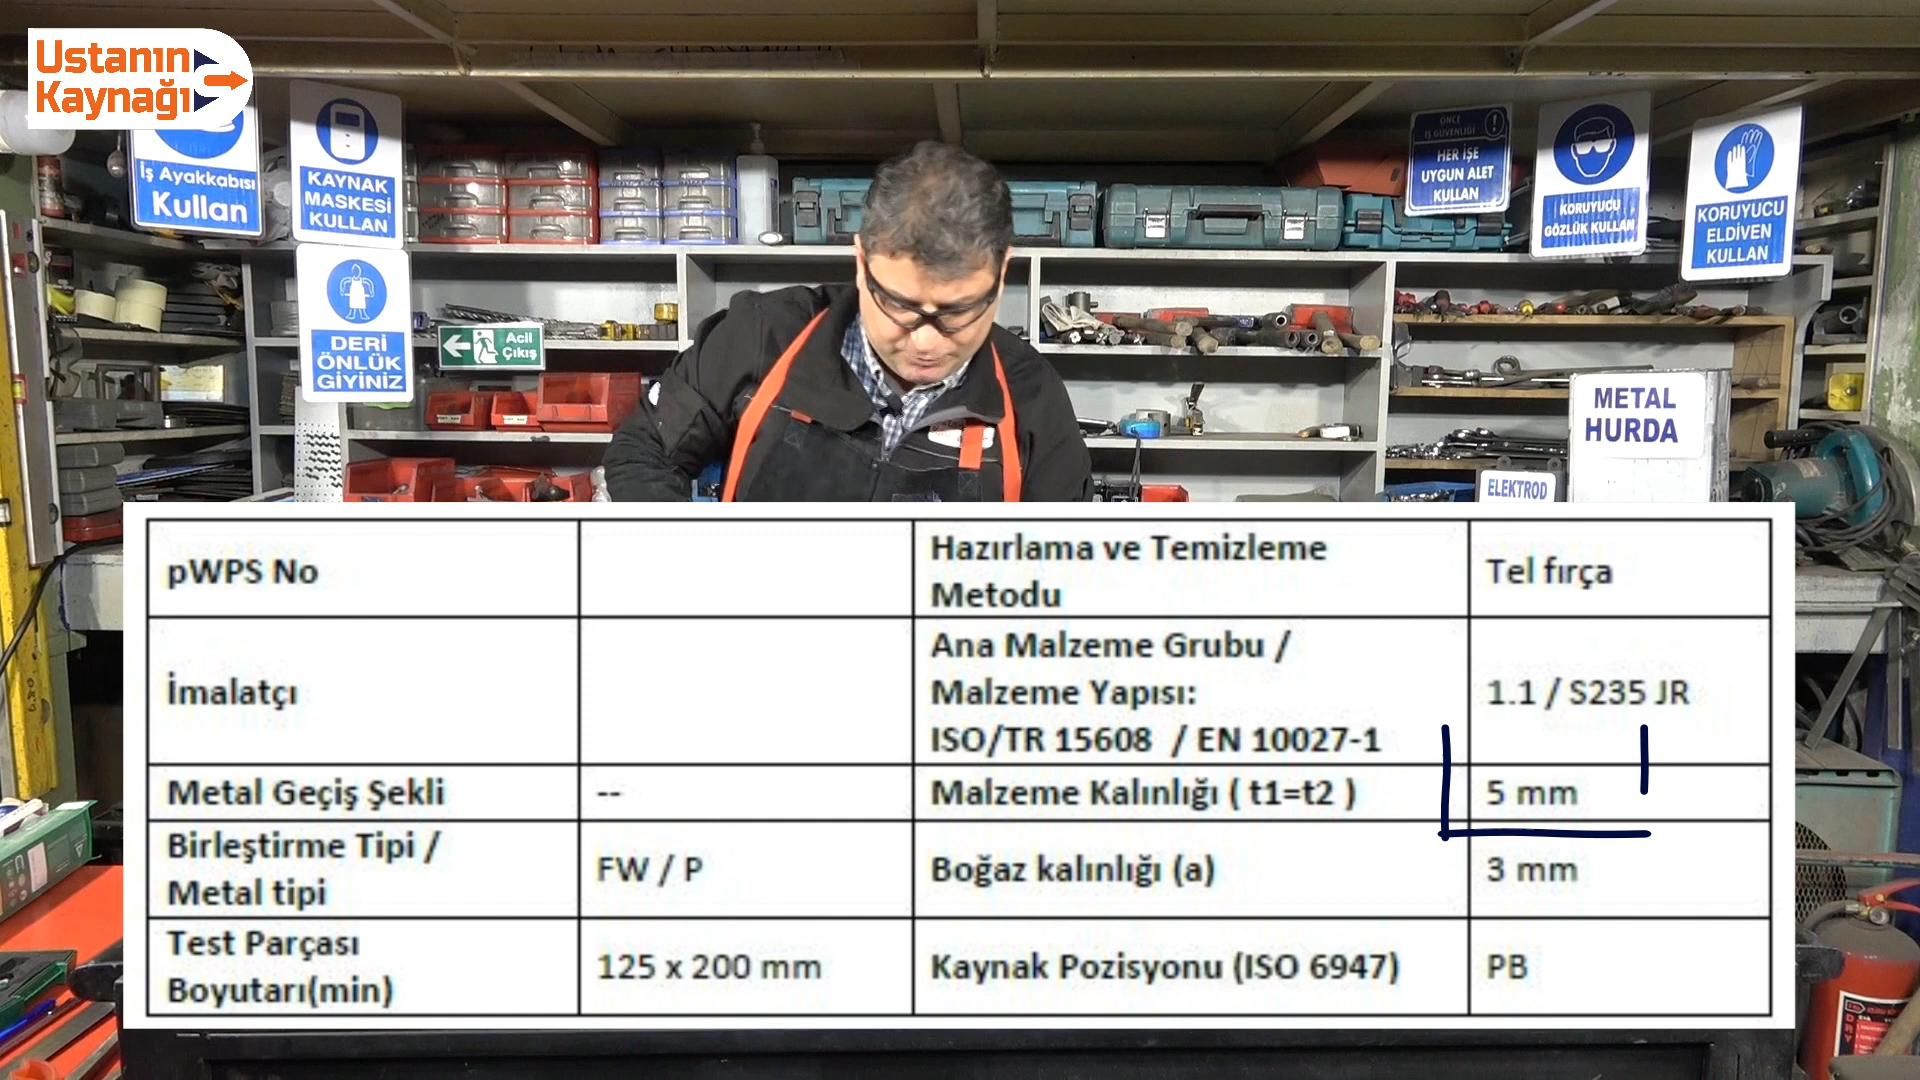 Ustanın
Kaynağı
İş Ayakkabısı
Kullan
KAYNAK
MASKESİ
KULLAN
DERİ
ÖNLÜK
GİYİNİZ
Acil
Çıkış
ÖNCE
İŞ GÜVENLİĞİ
HER İŞE
UYGUN ALET
KULLAN
KORUYUCU
GÖZLÜK KULLAN
KORUYUCU
ELDİVEN
KULLAN
METAL
HURDA
ELEKTROD
pWPS No
Hazırlama ve Temizleme
Metodu
Tel fırça
İmalatçı
Ana Malzeme Grubu /
Malzeme Yapısı:
ISO/TR 15608 / EN 10027-1
1.1 / S235 JR
Metal Geçiş Şekli
--
Malzeme Kalınlığı ( t1=t2 )
5 mm
Birleştirme Tipi /
Metal tipi
FW / P
Boğaz kalınlığı (a)
3 mm
Test Parçası
Boyutarı(min)
125 x 200 mm
Kaynak Pozisyonu (ISO 6947)
PB